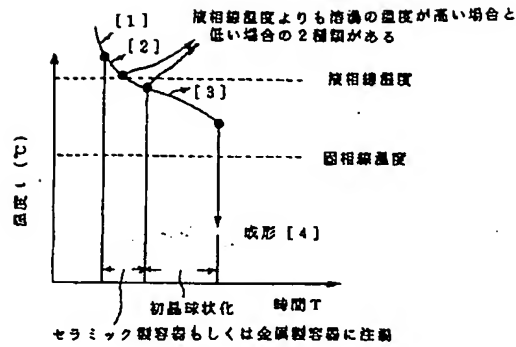 [1]
[2]
液相線温度よりも溶湯の温度が高い場合と
低い場合の2種類がある
液相線温度
[3]
固相線温度
温度t(℃)
成形[4]
初晶球状化
時間T
セラミック製容器もしくは金属製容器に注湯